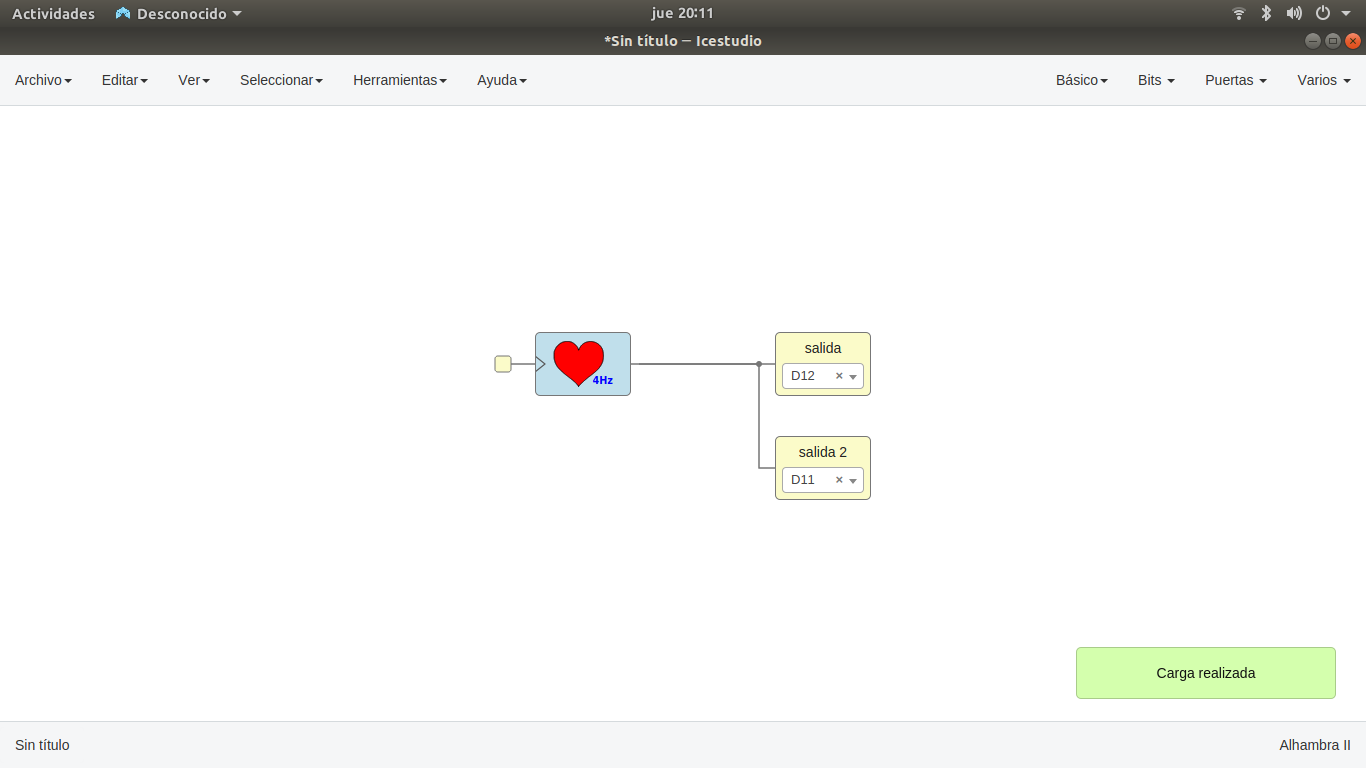 Actividades Desconocido jue 20:11
*Sin título — Icestudio
Archivo Editar Ver Seleccionar Herramientas Ayuda Básico Bits Puertas Varios
4Hz
salida
D12 ×
salida 2
D11 ×
Carga realizada
Sin título Alhambra II